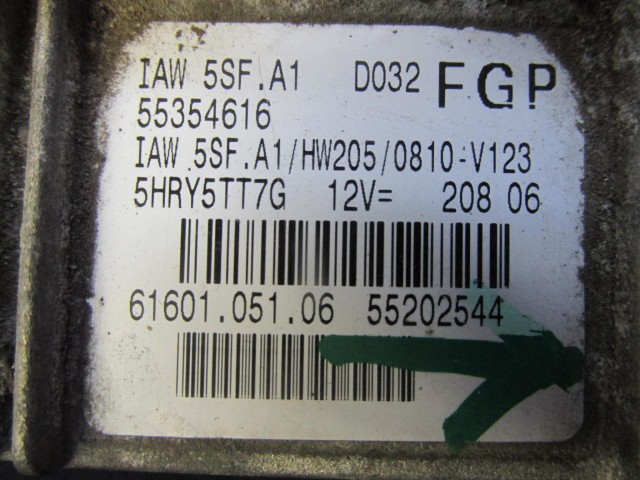 IAW 5SF.A1 D032 FGP
55354616
IAW 5SF.A1/HW205/0810-V123
5HRY5TT7G 12V= 208 06
61601.051.06 55202544